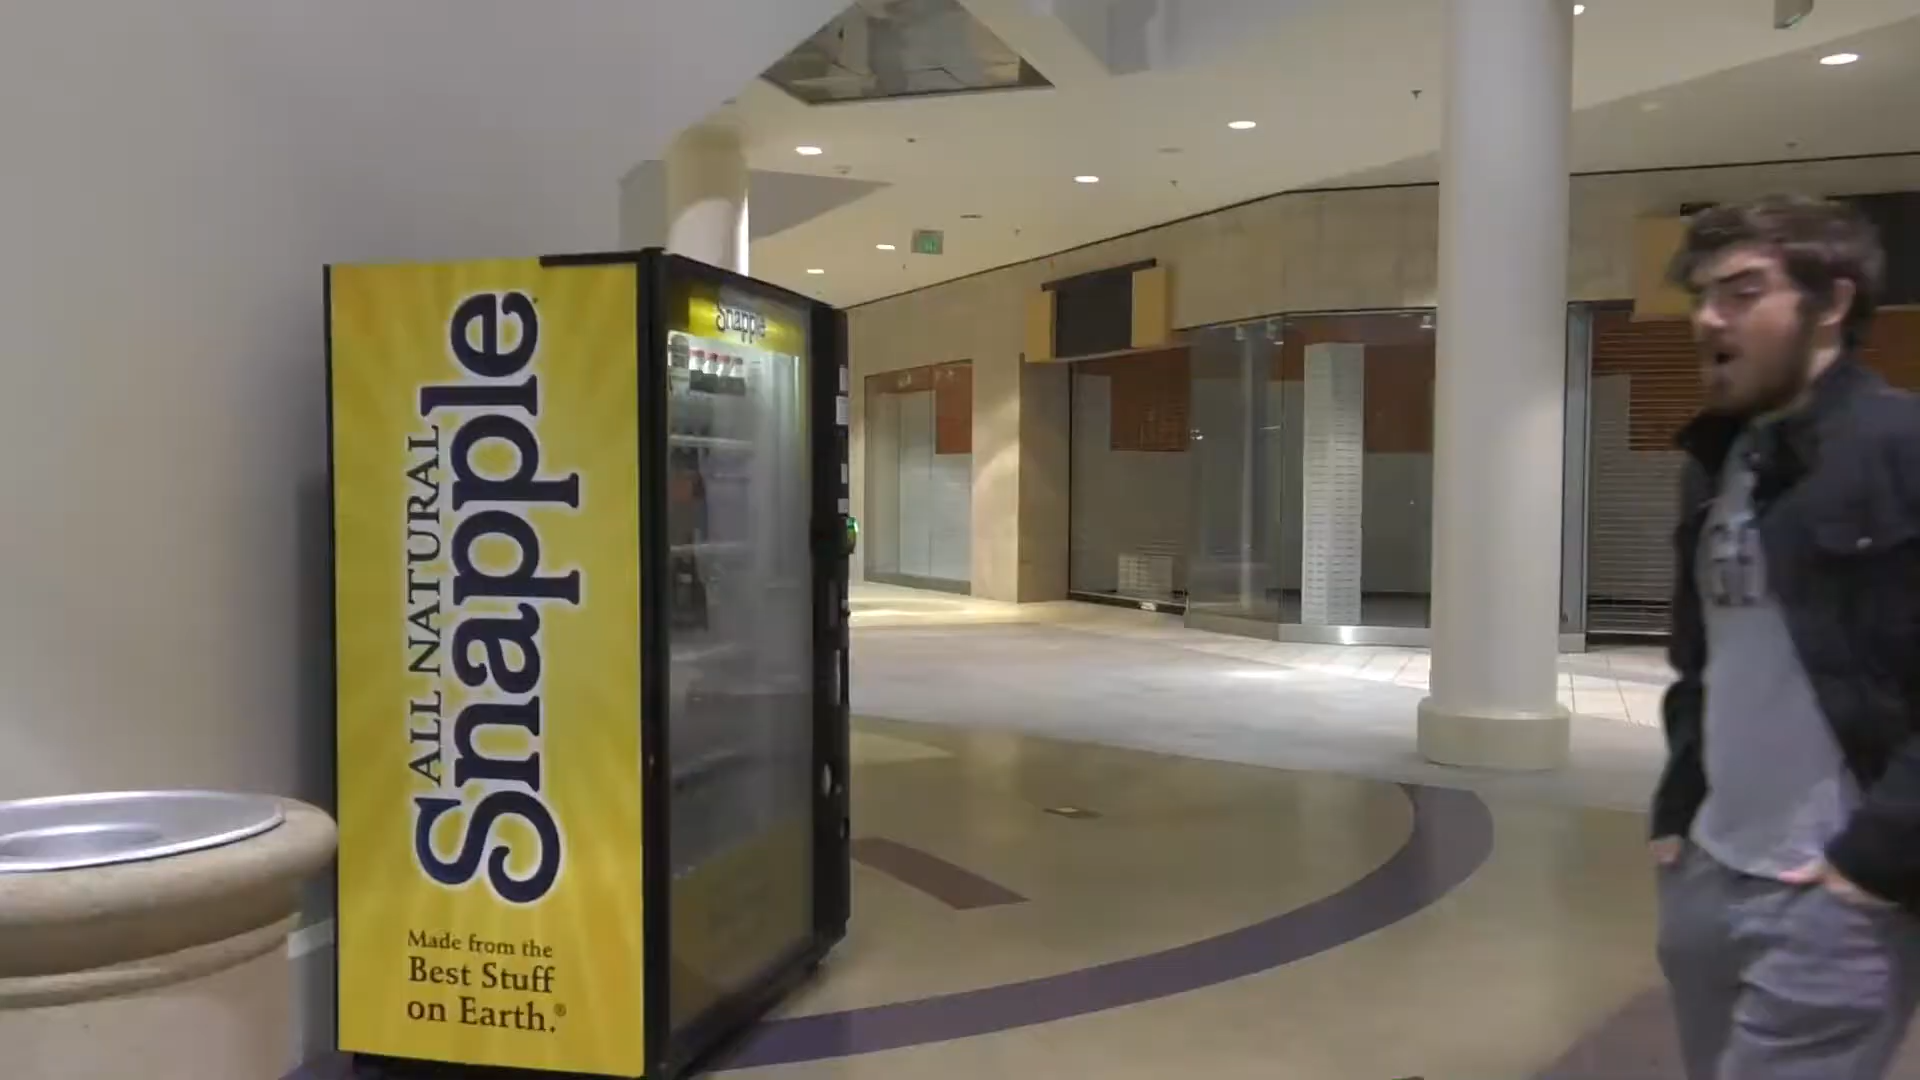 ALL NATURAL
Snapple
Made from the
Best Stuff
on Earth.®
Snapple